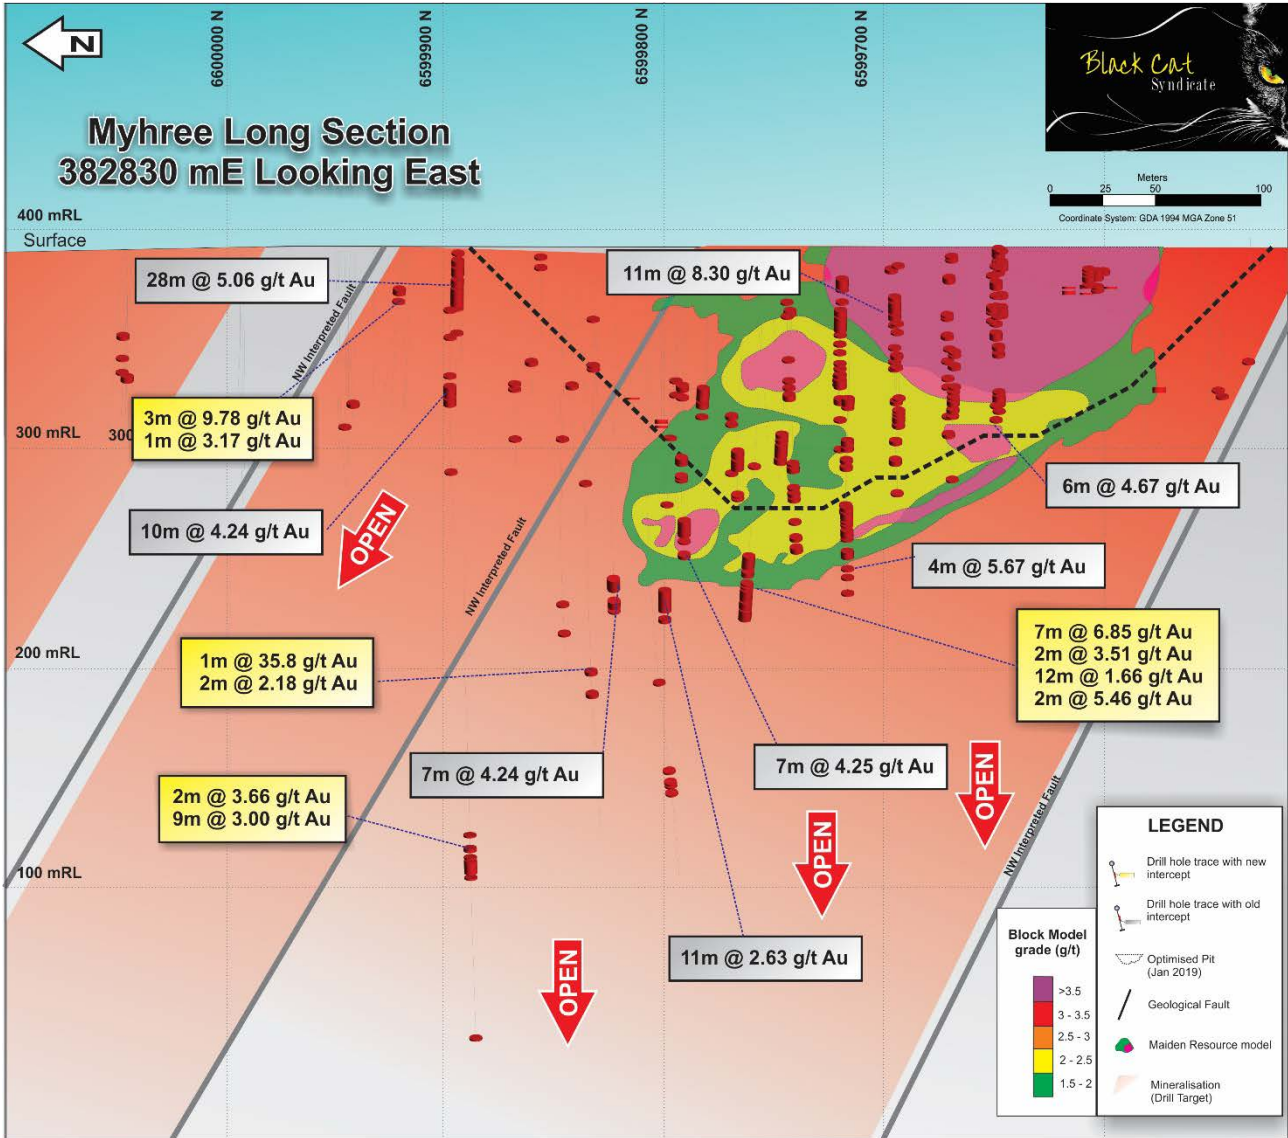 N
6600000 N
6599900 N
6599800 N
6599700 N
Black Cat
Syndicate
Myhree Long Section
382830 mE Looking East
Meters
0 25 50 100
Coordinate System: GDA 1994 MGA Zone 51
400 mRL
Surface
28m @ 5.06 g/t Au
11m @ 8.30 g/t Au
NW Interpreted Fault
3m @ 9.78 g/t Au
1m @ 3.17 g/t Au
300 mRL
300
6m @ 4.67 g/t Au
10m @ 4.24 g/t Au
OPEN
NW Interpreted Fault
4m @ 5.67 g/t Au
7m @ 6.85 g/t Au
2m @ 3.51 g/t Au
12m @ 1.66 g/t Au
2m @ 5.46 g/t Au
200 mRL
1m @ 35.8 g/t Au
2m @ 2.18 g/t Au
7m @ 4.24 g/t Au
7m @ 4.25 g/t Au
OPEN
OPEN
NW Interpreted Fault
2m @ 3.66 g/t Au
9m @ 3.00 g/t Au
100 mRL
11m @ 2.63 g/t Au
OPEN
LEGEND
Drill hole trace with new
intercept
Drill hole trace with old
intercept
Optimised Pit
(Jan 2019)
Geological Fault
Maiden Resource model
Mineralisation
(Drill Target)
Block Model
grade (g/t)
>3.5
3 - 3.5
2.5 - 3
2 - 2.5
1.5 - 2